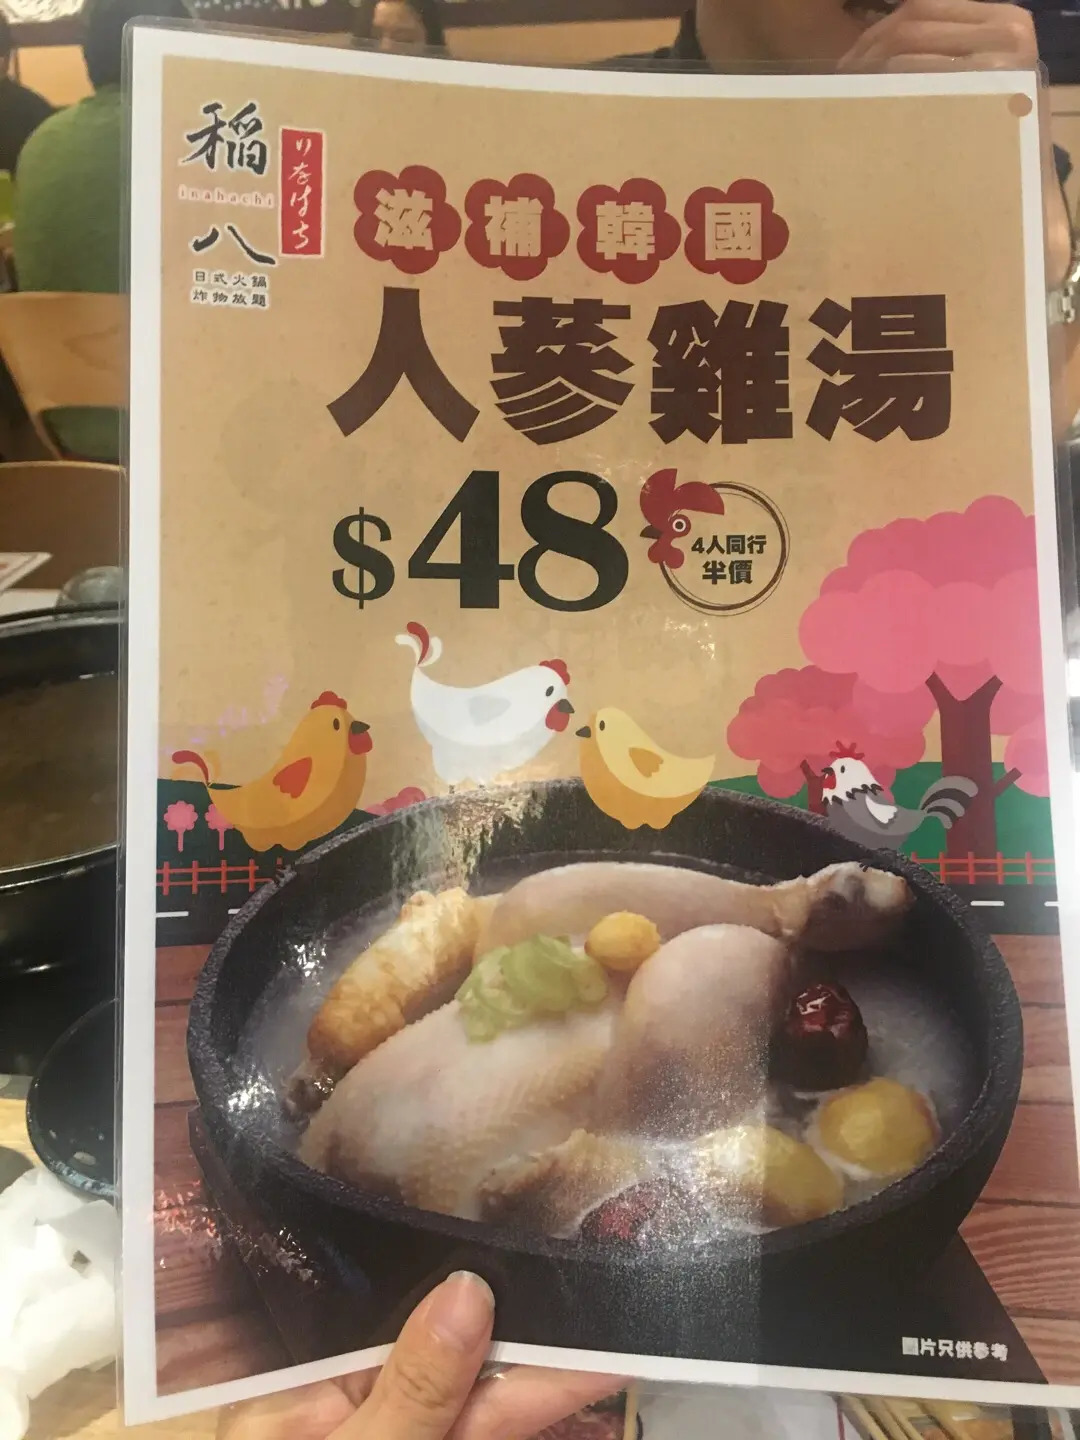 稲
inahachi
八
いなはち
日式火鍋
炸物放題
滋補韓國
人蔘雞湯
$48
4人同行
半價
圖片只供參考